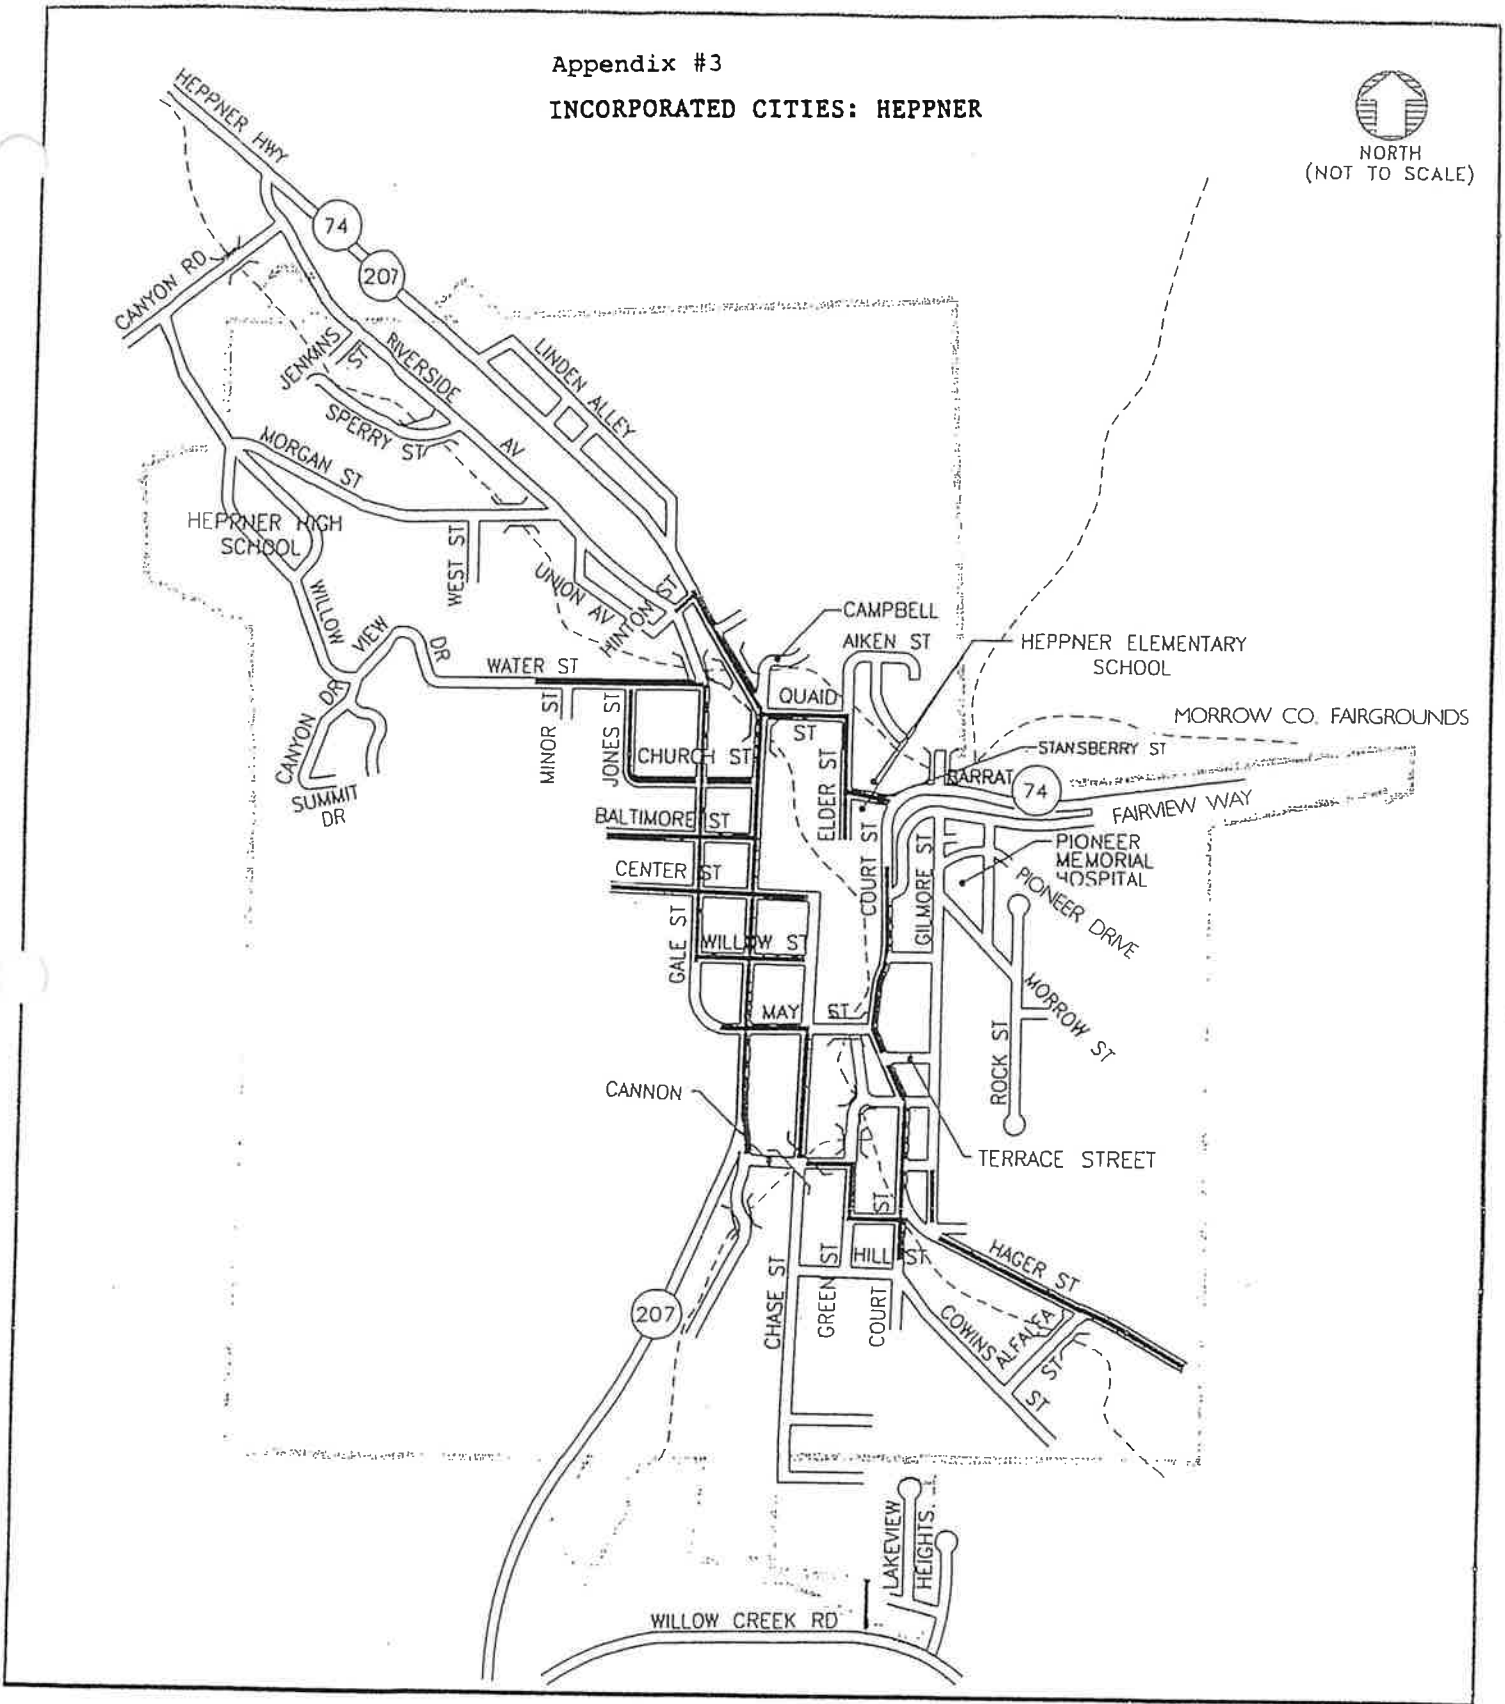 Appendix #3
INCORPORATED CITIES: HEPPNER
NORTH
(NOT TO SCALE)
HEPPNER HWY
74
207
CANYON RD
LINDEN ALLEY
JENKINS
ST
RIVERSIDE
AV
SPERRY ST
MORGAN ST
HEPPNER HIGH
SCHOOL
WEST ST
UNION AV
HINTON ST
WILLOW
VIEW
DR
CAMPBELL
AIKEN ST
HEPPNER ELEMENTARY
SCHOOL
WATER ST
QUAID
ST
MORROW CO. FAIRGROUNDS
CANYON DR
MINOR ST
JONES ST
CHURCH ST
ELDER ST
STANSBERRY ST
BARRAT
74
SUMMIT
DR
FAIRVIEW WAY
BALTIMORE ST
COURT ST
GILMORE ST
PIONEER
MEMORIAL
HOSPITAL
CENTER ST
PIONEER DRIVE
GALE ST
WILLOW ST
MORROW ST
MAY ST
ROCK ST
CANNON
TERRACE STREET
ST
HILL ST
HAGER ST
CHASE ST
GREEN ST
COURT
207
COWINS
ST
ALFALFA
ST
LAKEVIEW
HEIGHTS.
WILLOW CREEK RD